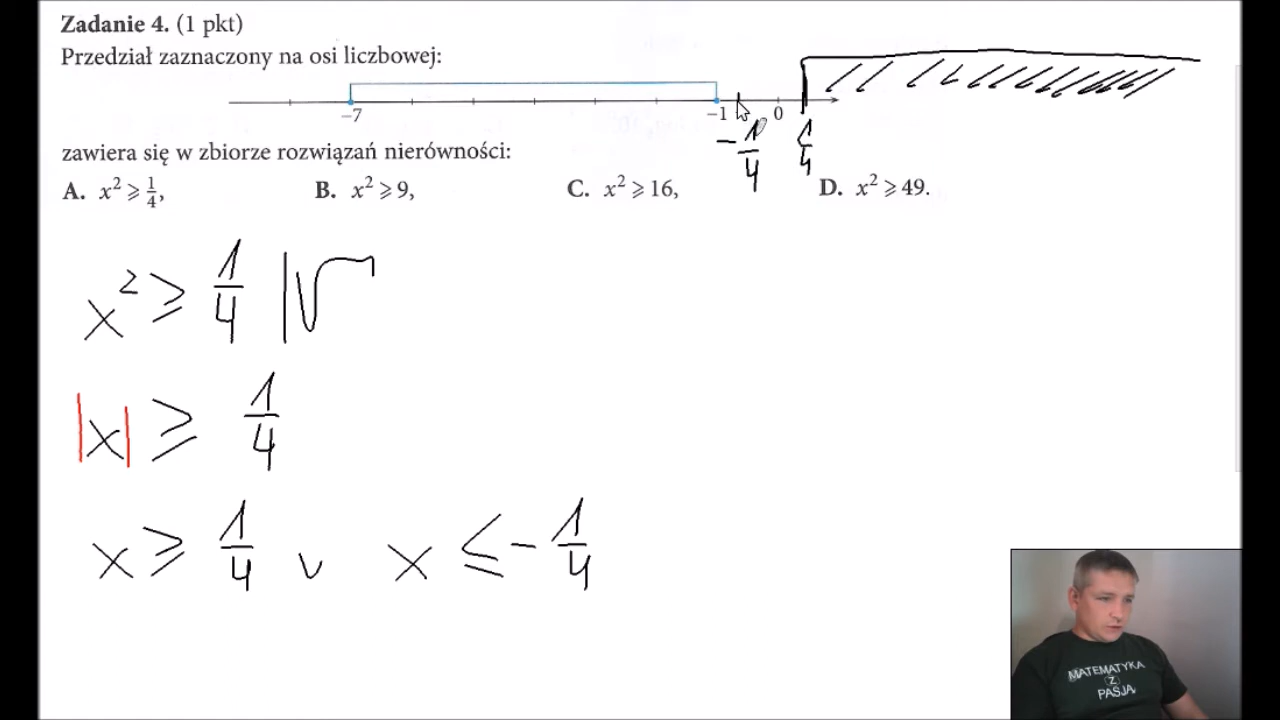 Zadanie 4. (1 pkt)
Przedział zaznaczony na osi liczbowej:
−7 −1 0
−1/4 1/4
zawiera się w zbiorze rozwiązań nierówności:
A. x² ⩾ 1/4, B. x² ⩾ 9, C. x² ⩾ 16, D. x² ⩾ 49.
x² ≥ 1/4 |√
|x| ≥ 1/4
x ≥ 1/4 ∨ x ≤ −1/4
MATEMATYKA
Z
PASJĄ